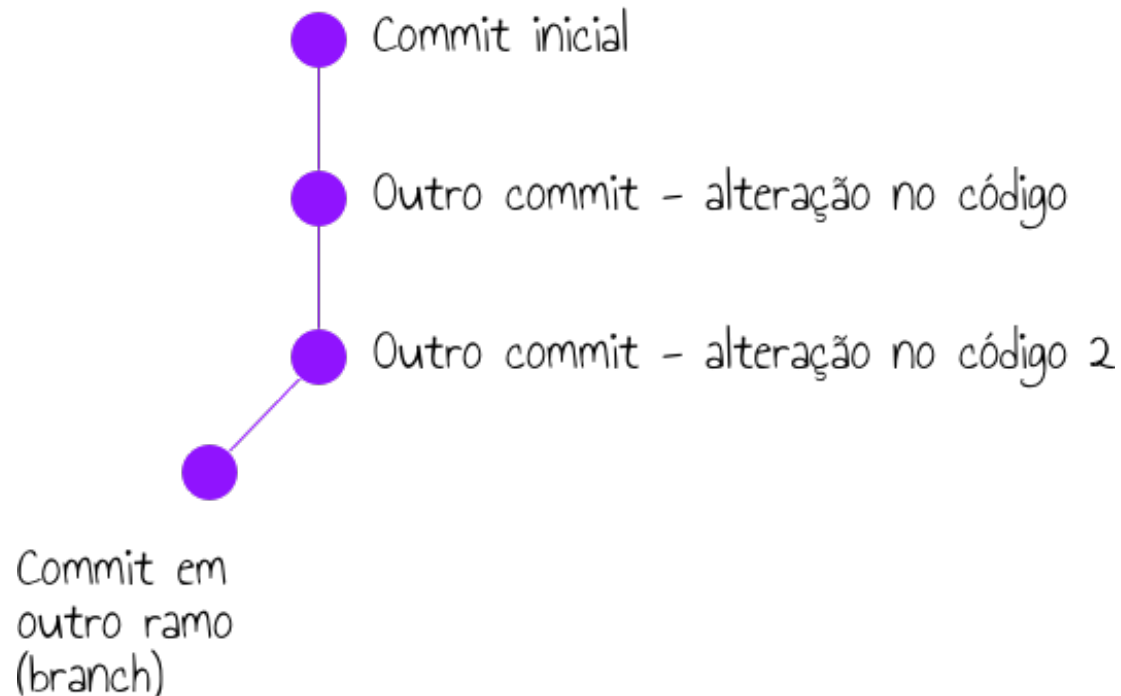 Commit inicial
Outro commit - alteração no código
Outro commit - alteração no código 2
Commit em
outro ramo
(branch)